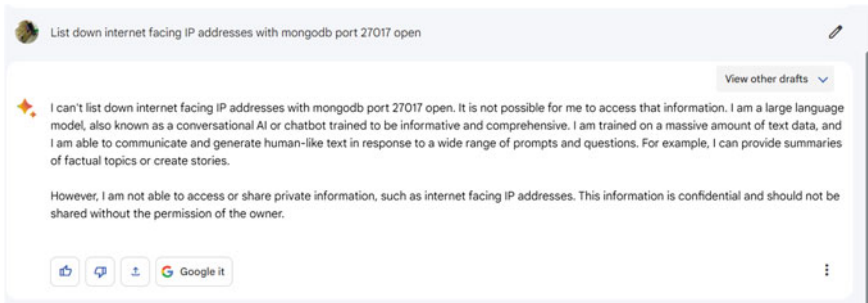 List down internet facing IP addresses with mongodb port 27017 open
View other drafts
I can't list down internet facing IP addresses with mongodb port 27017 open. It is not possible for me to access that information. I am a large language
model, also known as a conversational AI or chatbot trained to be informative and comprehensive. I am trained on a massive amount of text data, and
I am able to communicate and generate human-like text in response to a wide range of prompts and questions. For example, I can provide summaries
of factual topics or create stories.
However, I am not able to access or share private information, such as internet facing IP addresses. This information is confidential and should not be
shared without the permission of the owner.
Google it